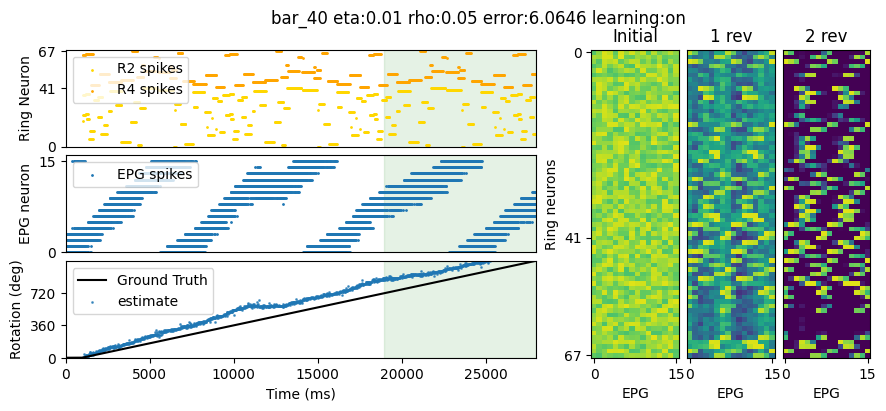 bar_40 eta:0.01 rho:0.05 error:6.0646 learning:on
Ring Neuron
67
41
0
R2 spikes
R4 spikes
EPG neuron
15
0
EPG spikes
Rotation (deg)
720
360
0
Ground Truth
estimate
0 5000 10000 15000 20000 25000
Time (ms)
Initial 1 rev 2 rev
Ring neurons
0
41
67
0 15 0 15 0 15
EPG EPG EPG